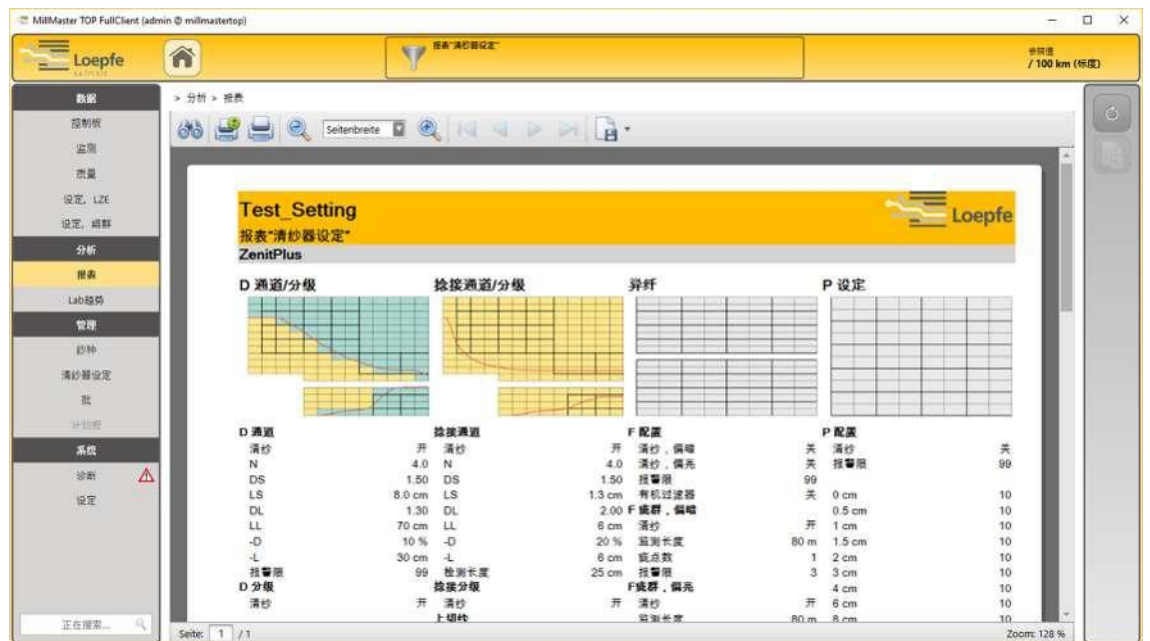 MillMaster TOP FullClient (admin @ millmastertop)
Loepfe
报表"清纱器设定"
参照值
/ 100 km (标度)
数据
控制板
监测
质量
设定, LZE
设定, 组群
分析
报表
Lab趋势
管理
纱种
清纱器设定
批
计划板
系统
诊断
设定
正在搜索...
> 分析 > 报表
Seitenbreite
Test_Setting
报表"清纱器设定"
ZenitPlus
Loepfe
D 通道/分级 捻接通道/分级 异纤 P 设定
D 通道 捻接通道 F 配置 P 配置
清纱 开 清纱 开 清纱，偏暗 关 清纱 关
N 4.0 N 4.0 清纱，偏亮 关 报警限 99
DS 1.50 DS 1.50 报警限 99
LS 8.0 cm LS 1.3 cm 有机过滤器 关 0 cm 10
DL 1.30 DL 2.00 F 疵群，偏暗 0.5 cm 10
LL 70 cm LL 6 cm 清纱 开 1 cm 10
-D 10 % -D 20 % 监测长度 80 m 1.5 cm 10
-L 30 cm -L 6 cm 疵点数 1 2 cm 10
报警限 99 检测长度 25 cm 报警限 3 3 cm 10
D 分级 捻接分级 F疵群，偏亮 4 cm 10
清纱 开 清纱 开 清纱 开 6 cm 10
上切线 监测长度 80 m 8 cm 10
Seite: 1 / 1
Zoom: 128 %